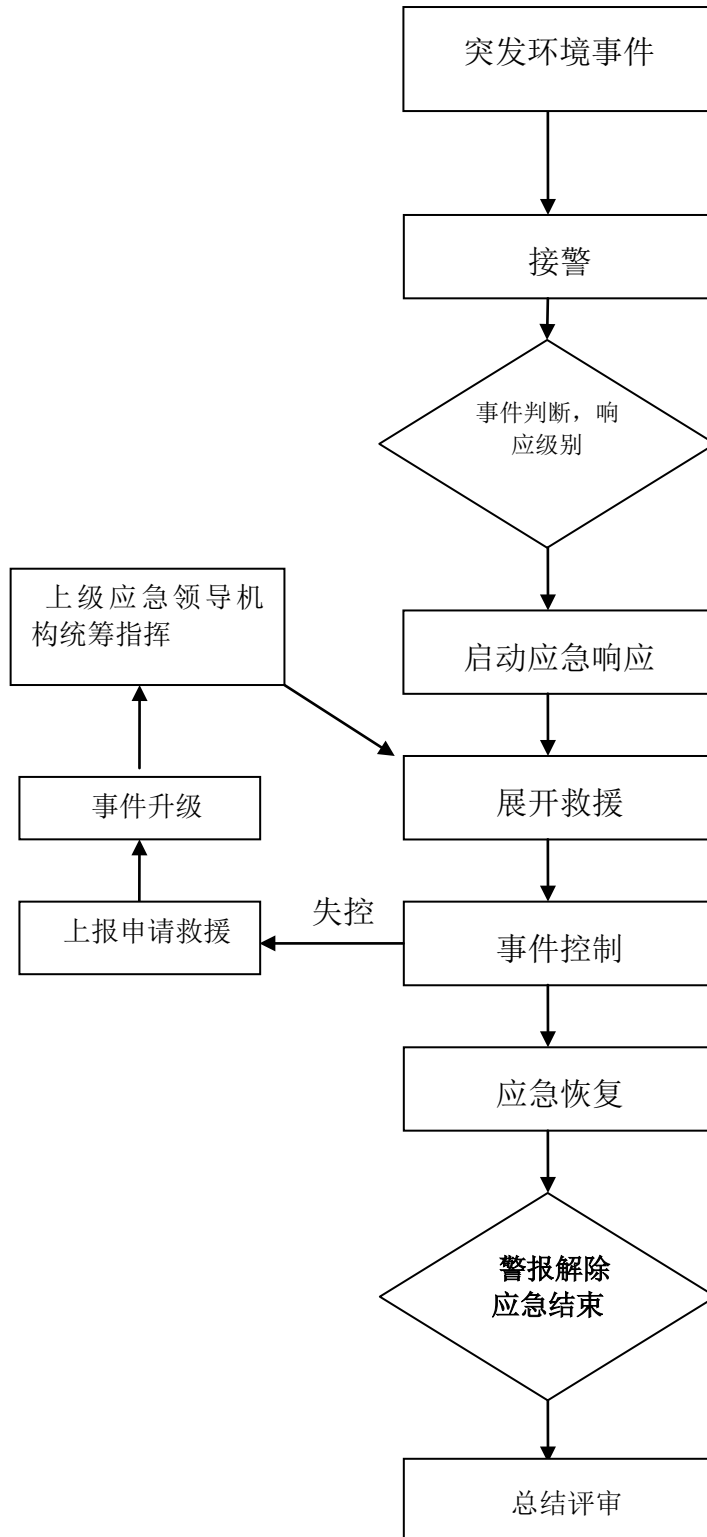 突发环境事件
接警
事件判断，响
应级别
上级应急领导机
构统筹指挥
启动应急响应
事件升级
展开救援
失控
上报申请救援
事件控制
应急恢复
警报解除
应急结束
总结评审